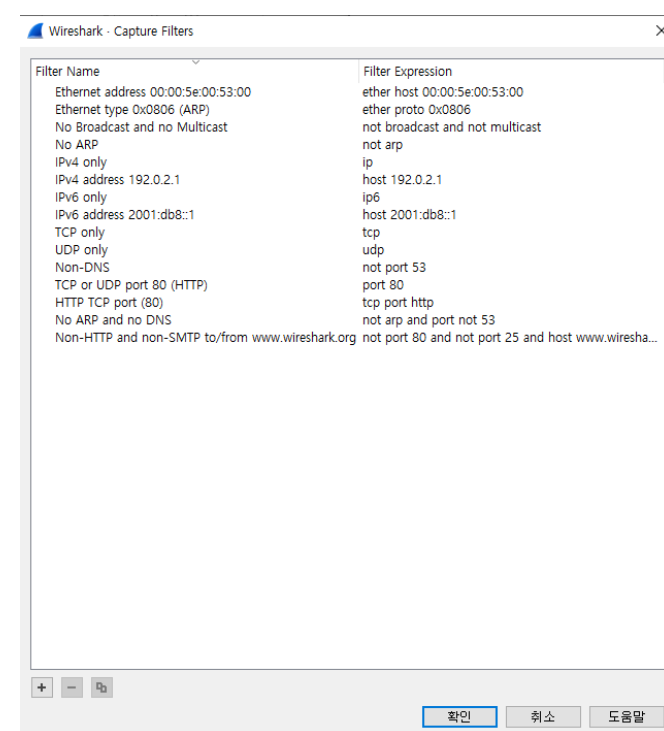 Wireshark · Capture Filters
Filter Name Filter Expression
Ethernet address 00:00:5e:00:53:00 ether host 00:00:5e:00:53:00
Ethernet type 0x0806 (ARP) ether proto 0x0806
No Broadcast and no Multicast not broadcast and not multicast
No ARP not arp
IPv4 only ip
IPv4 address 192.0.2.1 host 192.0.2.1
IPv6 only ip6
IPv6 address 2001:db8::1 host 2001:db8::1
TCP only tcp
UDP only udp
Non-DNS not port 53
TCP or UDP port 80 (HTTP) port 80
HTTP TCP port (80) tcp port http
No ARP and no DNS not arp and port not 53
Non-HTTP and non-SMTP to/from www.wireshark.org not port 80 and not port 25 and host www.wiresha...
확인 취소 도움말